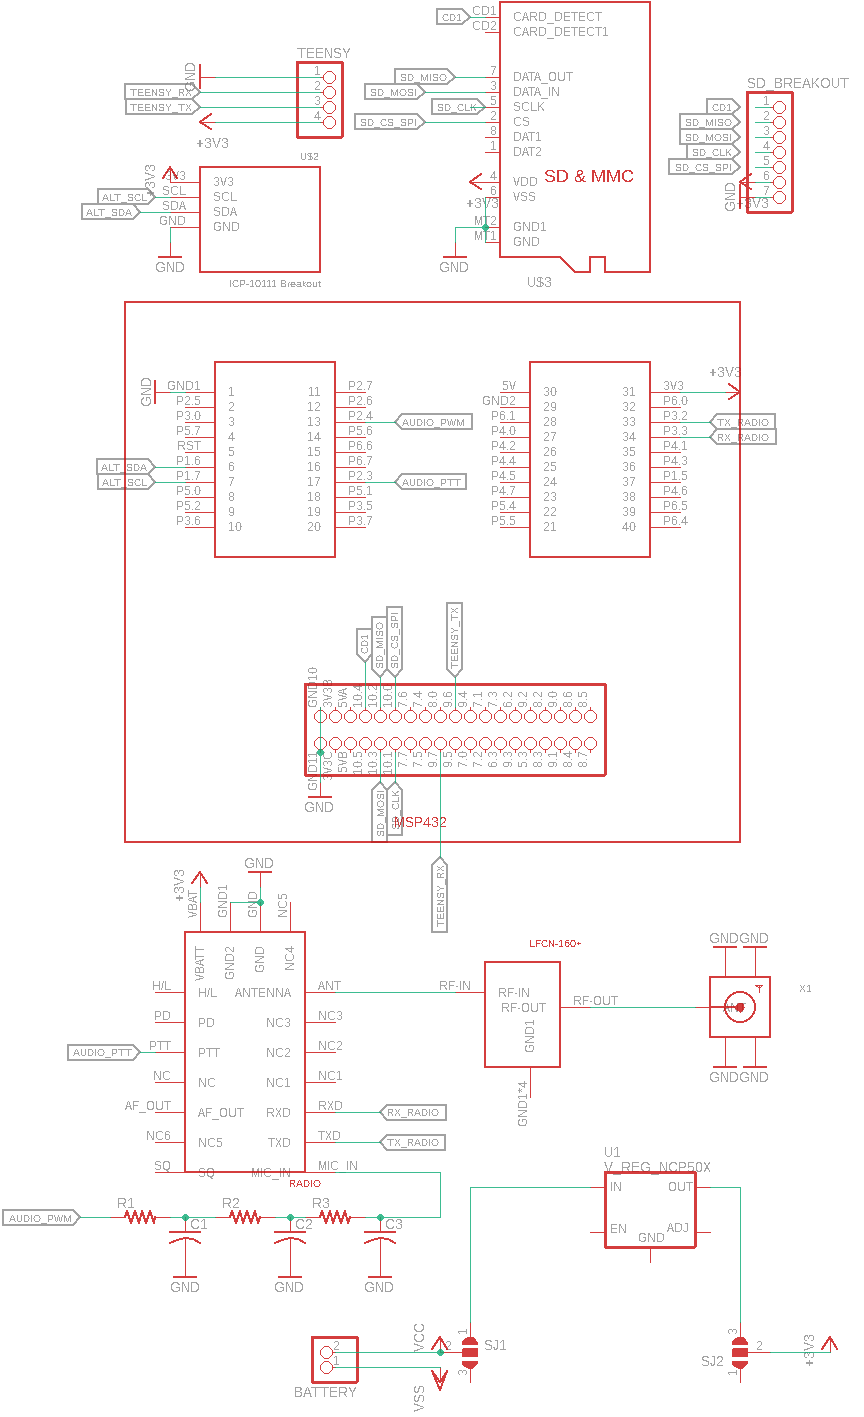 TEENSY
GND
1
TEENSY_RX
2
TEENSY_TX
3
4
+3V3
CD1
CD1
CARD_DETECT
CD2
CARD_DETECT1
SD_MISO
7
DATA_OUT
SD_MOSI
3
DATA_IN
SD_CLK
5
SCLK
SD_CS_SPI
2
CS
8
DAT1
1
DAT2
SD & MMC
4
VDD
6
VSS
+3V3
MT2
GND1
MT1
GND
GND
U$3
SD_BREAKOUT
CD1
1
SD_MISO
2
SD_MOSI
3
SD_CLK
4
SD_CS_SPI
5
6
7
GND
+3V3
U$2
+3V3
3V3
3V3
ALT_SCL
SCL
SCL
ALT_SDA
SDA
SDA
GND
GND
GND
ICP-10111 Breakout
GND
GND1
1
11
P2.7
P2.5
2
12
P2.6
P3.0
3
13
P2.4
AUDIO_PWM
P5.7
4
14
P5.6
RST
5
15
P6.6
ALT_SDA
P1.6
6
16
P6.7
ALT_SCL
P1.7
7
17
P2.3
AUDIO_PTT
P5.0
8
18
P5.1
P5.2
9
19
P3.5
P3.6
10
20
P3.7
+3V3
5V
30
31
3V3
GND2
29
32
P6.0
P6.1
28
33
P3.2
TX_RADIO
P4.0
27
34
P3.3
RX_RADIO
P4.2
26
35
P4.1
P4.4
25
36
P4.3
P4.5
24
37
P1.5
P4.7
23
38
P4.6
P5.4
22
39
P6.5
P5.5
21
40
P6.4
CD1
SD_MISO
SD_CS_SPI
TEENSY_TX
GND10
3V3B
5VA
10.4
10.2
10.0
7.6
7.4
8.0
9.6
9.4
7.1
7.3
6.2
9.2
8.2
9.0
8.6
8.5
GND11
3V3C
5VB
10.5
10.3
10.1
7.7
7.5
9.7
9.5
7.0
7.2
6.3
9.3
5.3
8.3
9.1
8.4
8.7
GND
SD_MOSI
SD_CLK
MSP432
TEENSY_RX
+3V3
VBAT
GND1
GND
GND
NC5
VBATT
GND2
GND
NC4
H/L
H/L
ANTENNA
ANT
PD
PD
NC3
NC3
AUDIO_PTT
PTT
PTT
NC2
NC2
NC
NC
NC1
NC1
AF_OUT
AF_OUT
RXD
RXD
RX_RADIO
NC6
NC5
TXD
TXD
TX_RADIO
SQ
SQ
MIC_IN
MIC_IN
RADIO
LFCN-160+
RF-IN
RF-IN
RF-OUT
RF-OUT
GND1
GND1*4
GND
GND
X1
ANT
GND
GND
AUDIO_PWM
R1
R2
R3
C1
C2
C3
GND
GND
GND
U1
V_REG_NCP50X
IN
OUT
EN
ADJ
GND
2
1
BATTERY
VCC
VSS
1
2
3
SJ1
3
2
1
SJ2
+3V3